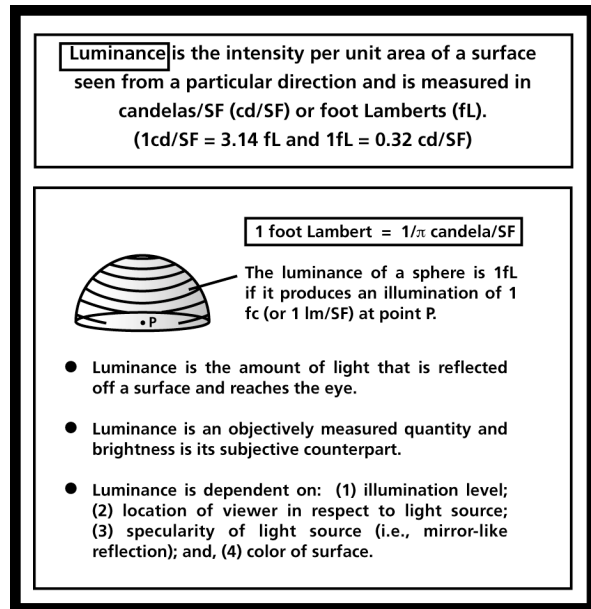 Luminance is the intensity per unit area of a surface
seen from a particular direction and is measured in
candelas/SF (cd/SF) or foot Lamberts (fL).
(1cd/SF = 3.14 fL and 1fL = 0.32 cd/SF)
1 foot Lambert = 1/π candela/SF
The luminance of a sphere is 1fL
if it produces an illumination of 1
fc (or 1 lm/SF) at point P.
• P
● Luminance is the amount of light that is reflected
off a surface and reaches the eye.
● Luminance is an objectively measured quantity and
brightness is its subjective counterpart.
● Luminance is dependent on: (1) illumination level;
(2) location of viewer in respect to light source;
(3) specularity of light source (i.e., mirror-like
reflection); and, (4) color of surface.